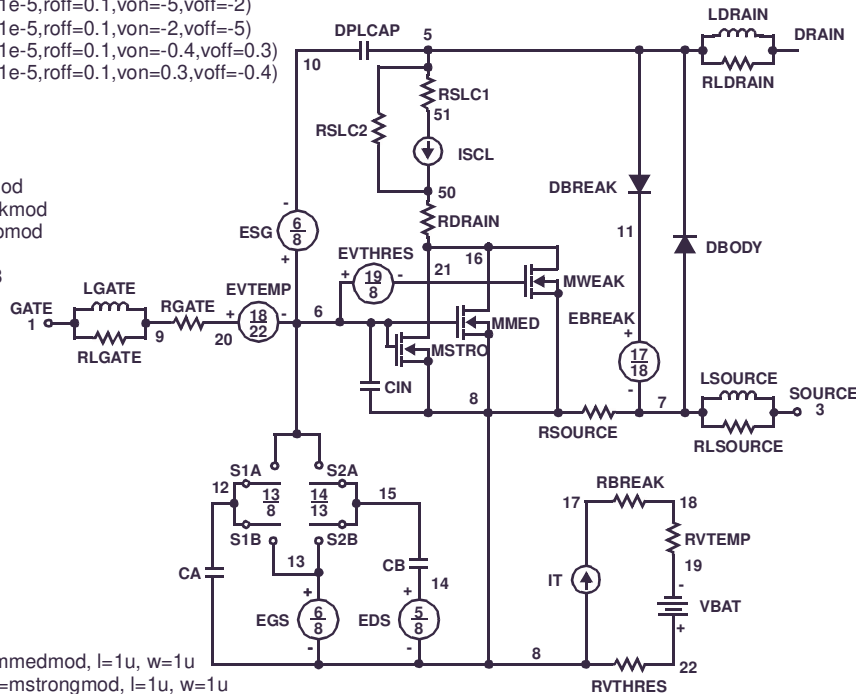 1e-5,roff=0.1,von=-5,voff=-2)
1e-5,roff=0.1,von=-2,voff=-5)
1e-5,roff=0.1,von=-0.4,voff=0.3)
1e-5,roff=0.1,von=0.3,voff=-0.4)
LDRAIN
DPLCAP
5
DRAIN
10
RLDRAIN
RSLC1
51
RSLC2
ISCL
od
kmod
omod
50
DBREAK
RDRAIN
ESG
-
6
8
+
11
DBODY
EVTHRES
+
19
8
-
21
16
MWEAK
LGATE
GATE
1
RGATE
EVTEMP
+
18
22
-
6
9
20
RLGATE
MMED
MSTRO
EBREAK
+
17
18
-
CIN
8
7
LSOURCE
SOURCE
3
RSOURCE
RLSOURCE
S1A
S2A
12
13
8
14
13
15
S1B
S2B
13
CA
CB
14
+
+
EGS
6
8
EDS
5
8
-
-
RBREAK
17
18
RVTEMP
19
IT
-
VBAT
+
8
22
RVTHRES
mmedmod, l=1u, w=1u
=mstrongmod, l=1u, w=1u